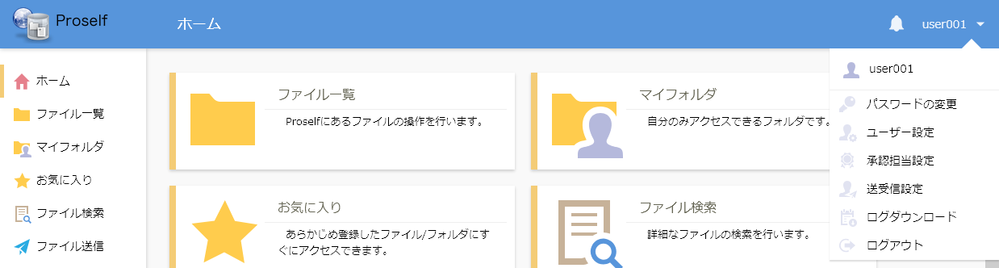 Proself
ホーム
user001
ホーム
ファイル一覧
マイフォルダ
お気に入り
ファイル検索
ファイル送信
ファイル一覧
Proselfにあるファイルの操作を行います。
マイフォルダ
自分のみアクセスできるフォルダです。
お気に入り
あらかじめ登録したファイル/フォルダにす
ぐにアクセスできます。
ファイル検索
詳細なファイルの検索を行います。
user001
パスワードの変更
ユーザー設定
承認担当設定
送受信設定
ログダウンロード
ログアウト